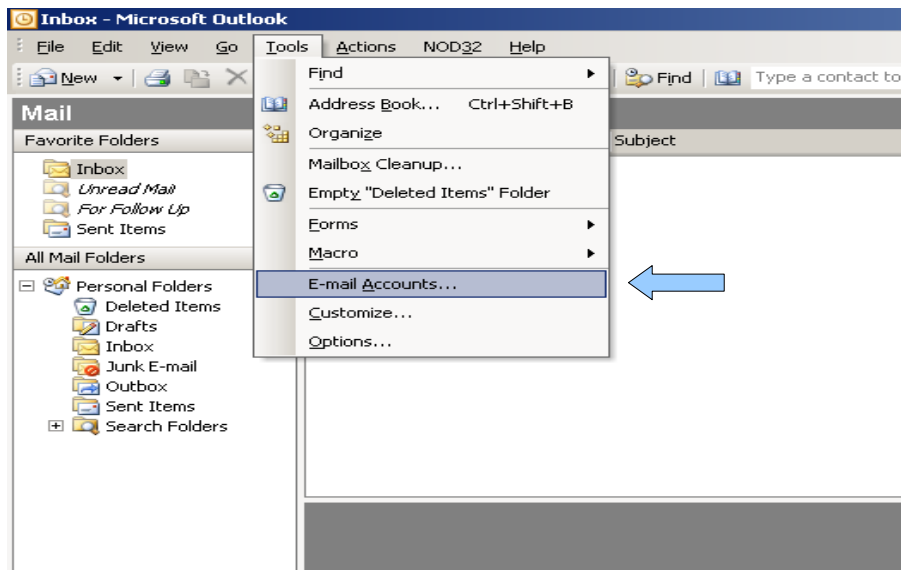 Inbox - Microsoft Outlook
File Edit View Go Tools Actions NOD32 Help
New Find Type a contact to
Mail
Favorite Folders
Inbox
Unread Mail
For Follow Up
Sent Items
All Mail Folders
Personal Folders
Deleted Items
Drafts
Inbox
Junk E-mail
Outbox
Sent Items
Search Folders
Find
Address Book... Ctrl+Shift+B
Organize
Mailbox Cleanup...
Empty "Deleted Items" Folder
Forms
Macro
E-mail Accounts...
Customize...
Options...
Subject